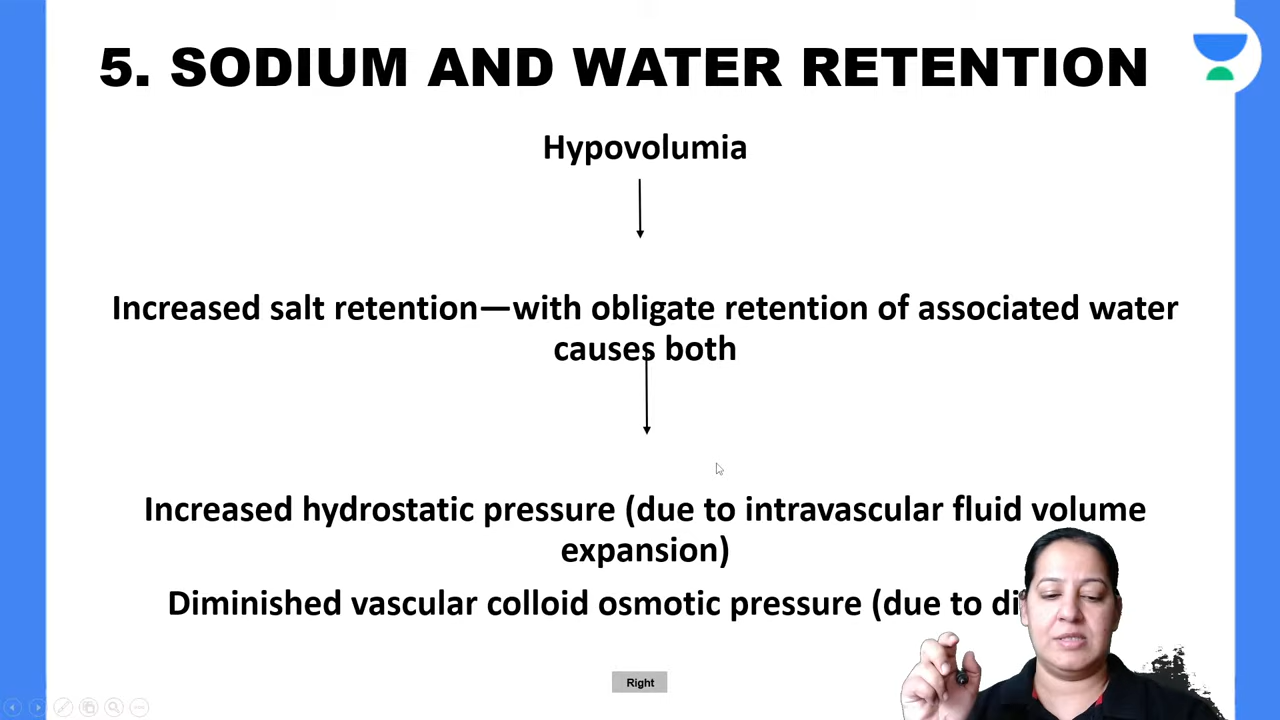 5. SODIUM AND WATER RETENTION
Hypovolumia
Increased salt retention—with obligate retention of associated water
causes both
Increased hydrostatic pressure (due to intravascular fluid volume
expansion)
Diminished vascular colloid osmotic pressure (due to
Right